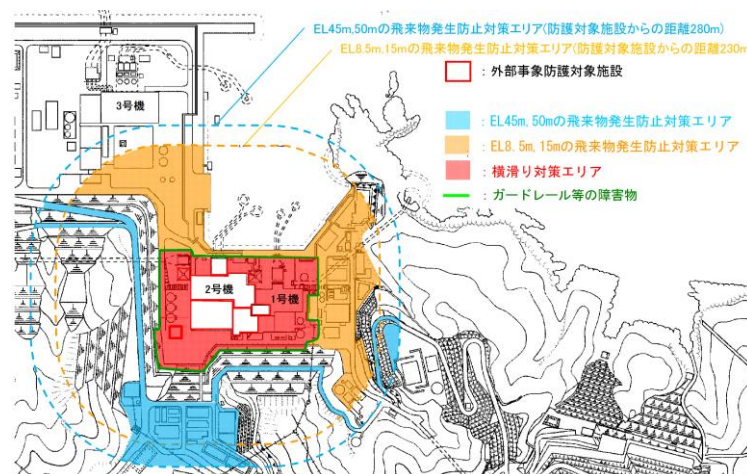 EL45m,50mの飛来物発生防止対策エリア(防護対象施設からの距離280m)
EL8.5m,15mの飛来物発生防止対策エリア(防護対象施設からの距離230m
：外部事象防護対象施設
3号機
：EL45m,50mの飛来物発生防止対策エリア
：EL8.5m,15mの飛来物発生防止対策エリア
：横滑り対策エリア
：ガードレール等の障害物
2号機
1号機